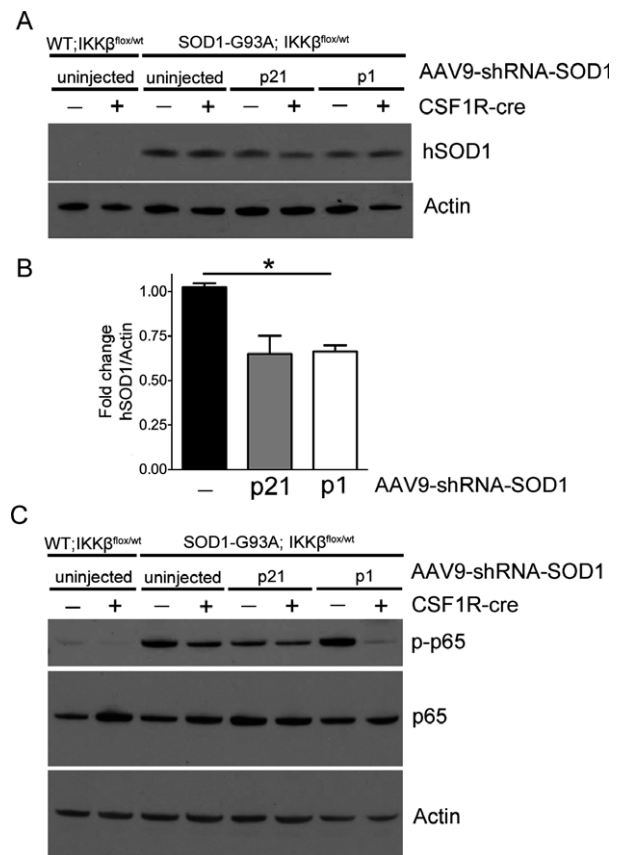 A
WT;IKKβflox/wt SOD1-G93A; IKKβflox/wt
uninjected uninjected p21 p1 AAV9-shRNA-SOD1
– + – + – + – + CSF1R-cre
hSOD1
Actin
B
*
1.00
0.75
0.50
0.25
0.00
Fold change
hSOD1/Actin
– p21 p1 AAV9-shRNA-SOD1
C
WT;IKKβflox/wt SOD1-G93A; IKKβflox/wt
uninjected uninjected p21 p1 AAV9-shRNA-SOD1
– + – + – + – + CSF1R-cre
p-p65
p65
Actin